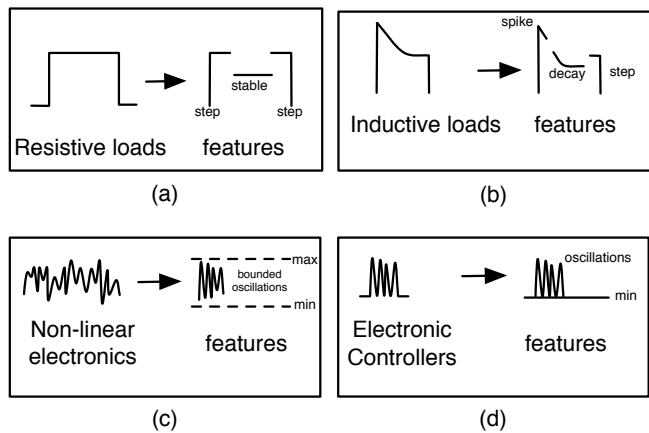 step
stable
step
Resistive loads
features
(a)
spike
decay
step
Inductive loads
features
(b)
max
bounded
oscillations
min
Non-linear
electronics
features
(c)
oscillations
min
Electronic
Controllers
features
(d)